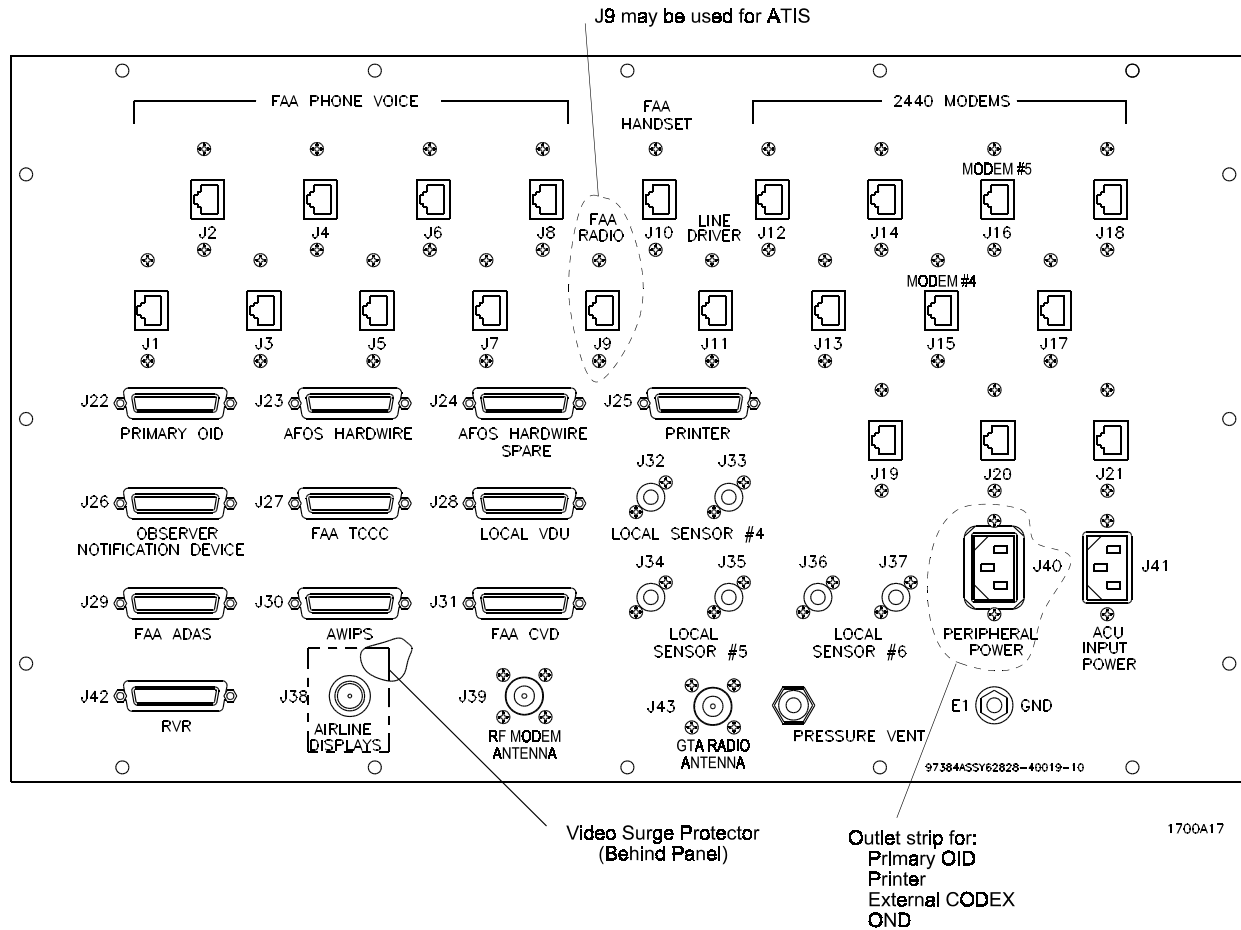 J9 may be used for ATIS
FAA PHONE VOICE
FAA
HANDSET
2440 MODEMS
MODEM #5
J2
J4
J6
J8
FAA
RADIO
J10
LINE
DRIVER
J12
J14
J16
J18
MODEM #4
J1
J3
J5
J7
J9
J11
J13
J15
J17
J22
PRIMARY OID
J23
AFOS HARDWIRE
J24
AFOS HARDWIRE
SPARE
J25
PRINTER
J19
J20
J21
J26
OBSERVER
NOTIFICATION DEVICE
J27
FAA TCCC
J28
LOCAL VDU
J32
J33
LOCAL SENSOR #4
J29
FAA ADAS
J30
AWIPS
J31
FAA CVD
J34
J35
LOCAL
SENSOR #5
J36
J37
LOCAL
SENSOR #6
J40
PERIPHERAL
POWER
J41
ACU
INPUT
POWER
J42
RVR
J38
AIRLINE
DISPLAYS
J39
RF MODEM
ANTENNA
J43
GTA RADIO
ANTENNA
PRESSURE VENT
E1
GND
97384ASSY62828-40019-10
Video Surge Protector
(Behind Panel)
Outlet strip for:
Primary OID
Printer
External CODEX
OND
1700A17